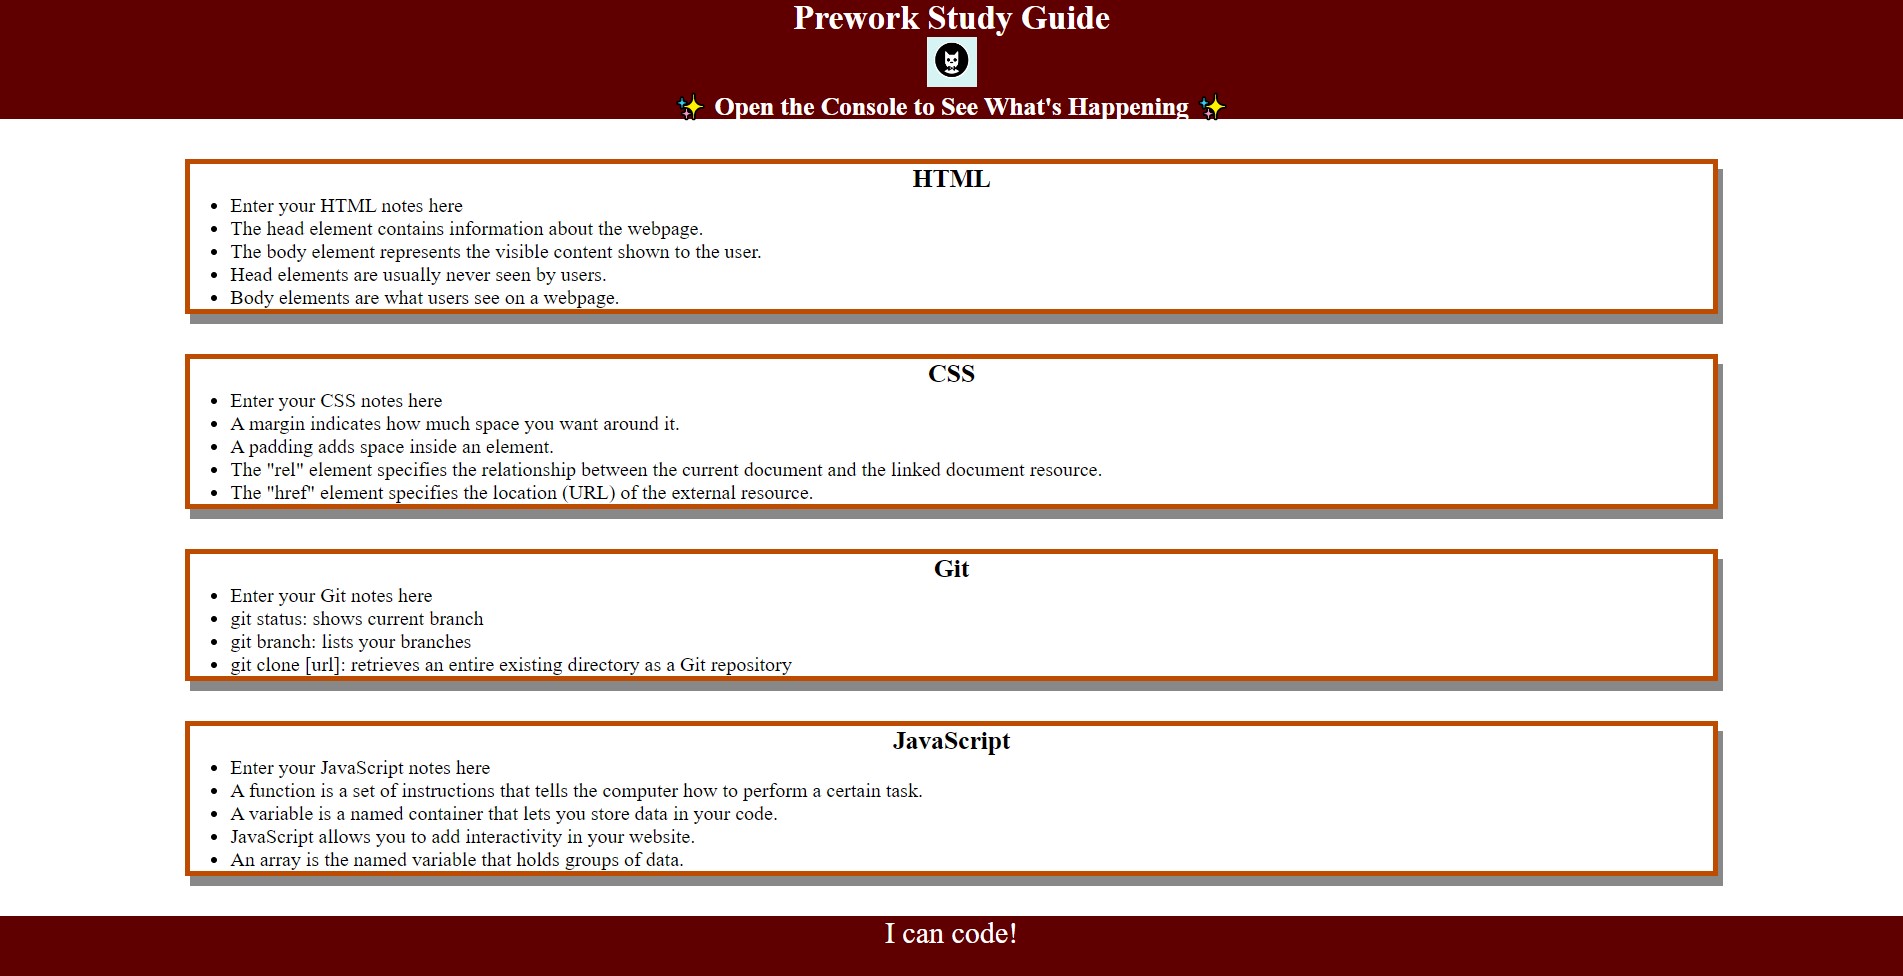 Prework Study Guide
✨ Open the Console to See What's Happening ✨
HTML
• Enter your HTML notes here
• The head element contains information about the webpage.
• The body element represents the visible content shown to the user.
• Head elements are usually never seen by users.
• Body elements are what users see on a webpage.
CSS
• Enter your CSS notes here
• A margin indicates how much space you want around it.
• A padding adds space inside an element.
• The "rel" element specifies the relationship between the current document and the linked document resource.
• The "href" element specifies the location (URL) of the external resource.
Git
• Enter your Git notes here
• git status: shows current branch
• git branch: lists your branches
• git clone [url]: retrieves an entire existing directory as a Git repository
JavaScript
• Enter your JavaScript notes here
• A function is a set of instructions that tells the computer how to perform a certain task.
• A variable is a named container that lets you store data in your code.
• JavaScript allows you to add interactivity in your website.
• An array is the named variable that holds groups of data.
I can code!